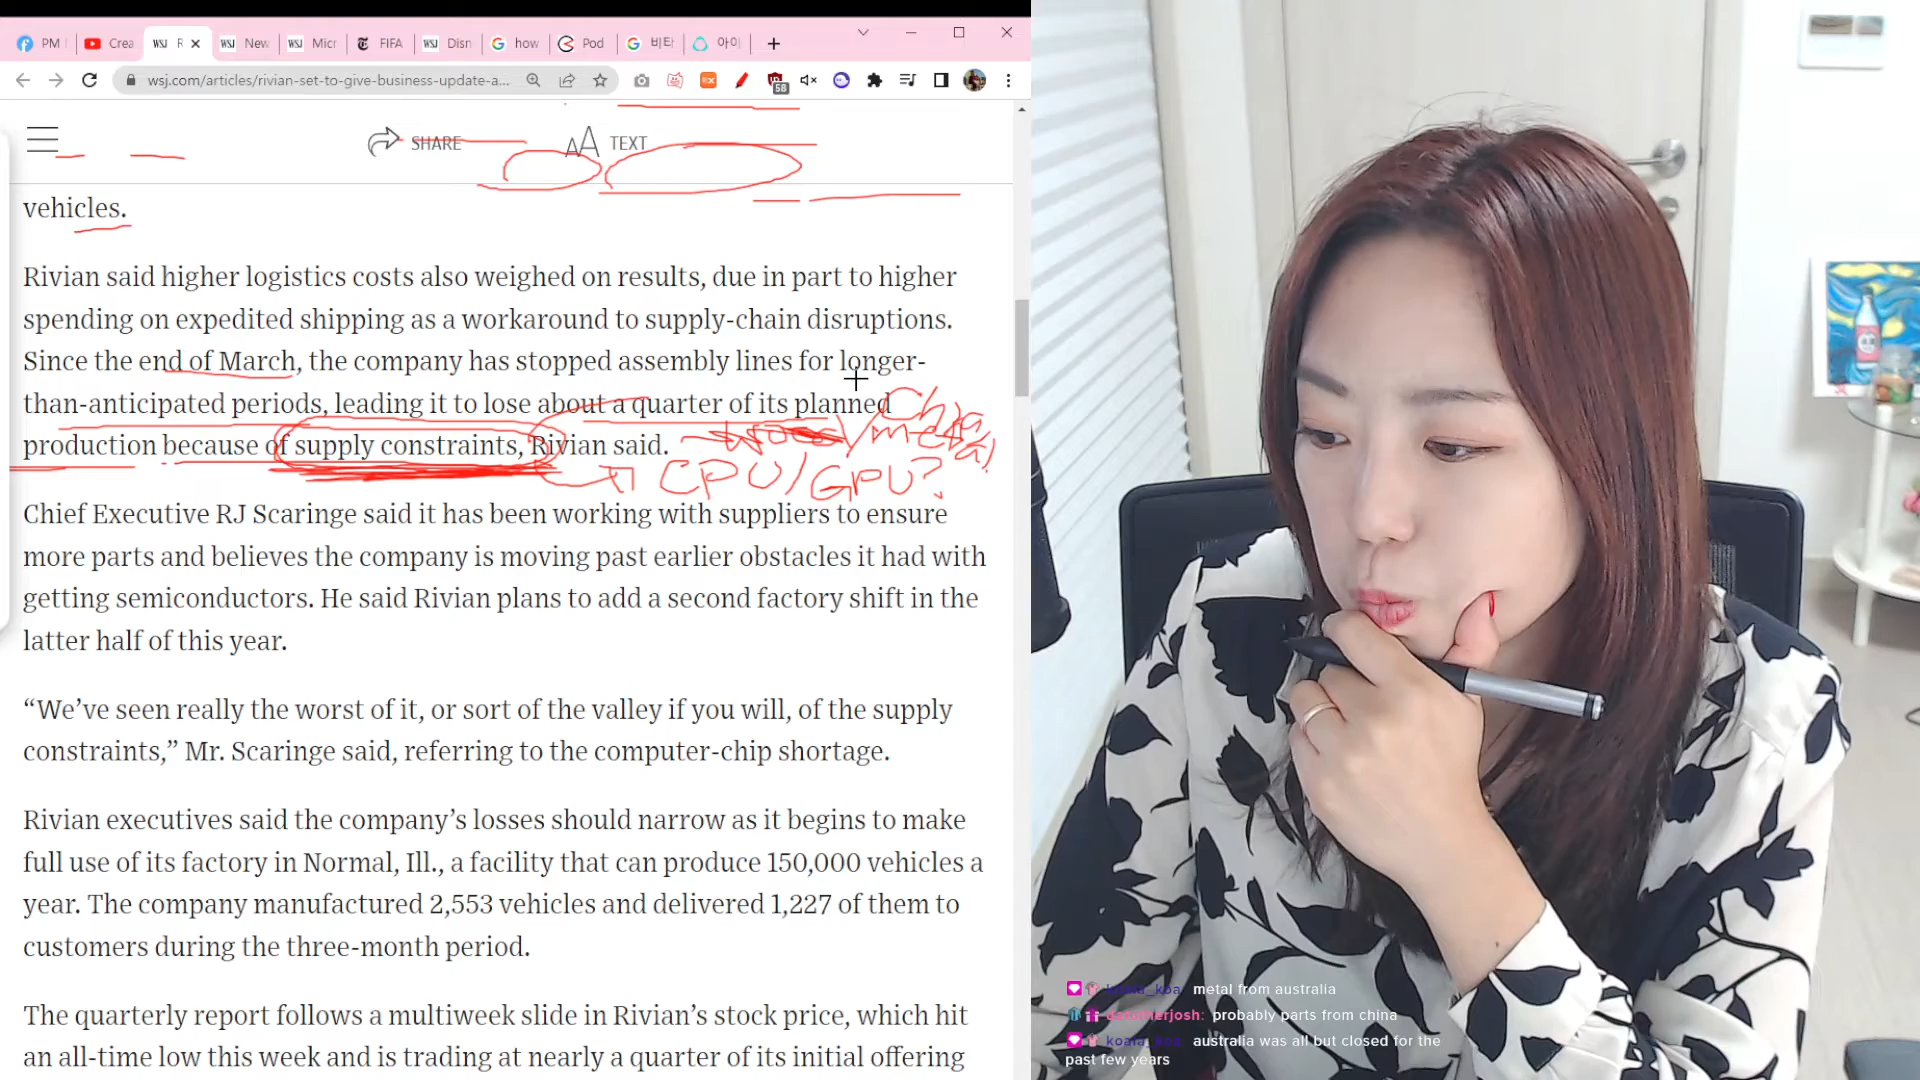 PM
Crea
WSJ R
WSJ New
WSJ Micr
FIFA
WSJ Disn
how
Pod
비타
아이
wsj.com/articles/rivian-set-to-give-business-update-a...
58
SHARE
AA TEXT
vehicles.
Rivian said higher logistics costs also weighed on results, due in part to higher
spending on expedited shipping as a workaround to supply-chain disruptions.
Since the end of March, the company has stopped assembly lines for longer-
than-anticipated periods, leading it to lose about a quarter of its planned
production because of supply constraints, Rivian said.
China
metal
CPU/GPU?
Chief Executive RJ Scaringe said it has been working with suppliers to ensure
more parts and believes the company is moving past earlier obstacles it had with
getting semiconductors. He said Rivian plans to add a second factory shift in the
latter half of this year.
“We’ve seen really the worst of it, or sort of the valley if you will, of the supply
constraints,” Mr. Scaringe said, referring to the computer-chip shortage.
Rivian executives said the company’s losses should narrow as it begins to make
full use of its factory in Normal, Ill., a facility that can produce 150,000 vehicles a
year. The company manufactured 2,553 vehicles and delivered 1,227 of them to
customers during the three-month period.
The quarterly report follows a multiweek slide in Rivian’s stock price, which hit
an all-time low this week and is trading at nearly a quarter of its initial offering
koala_koa: metal from australia
probably parts from china
koala_koa: australia was all but closed for the
past few years